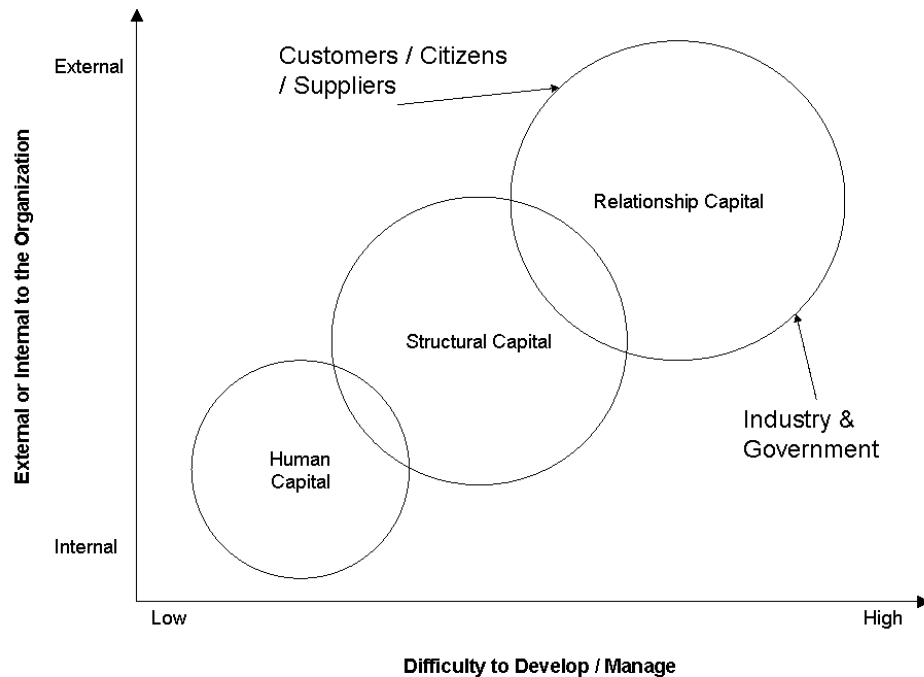 External
Customers / Citizens
/ Suppliers
External or Internal to the Organization
Relationship Capital
Structural Capital
Industry &
Government
Human
Capital
Internal
Low
High
Difficulty to Develop / Manage